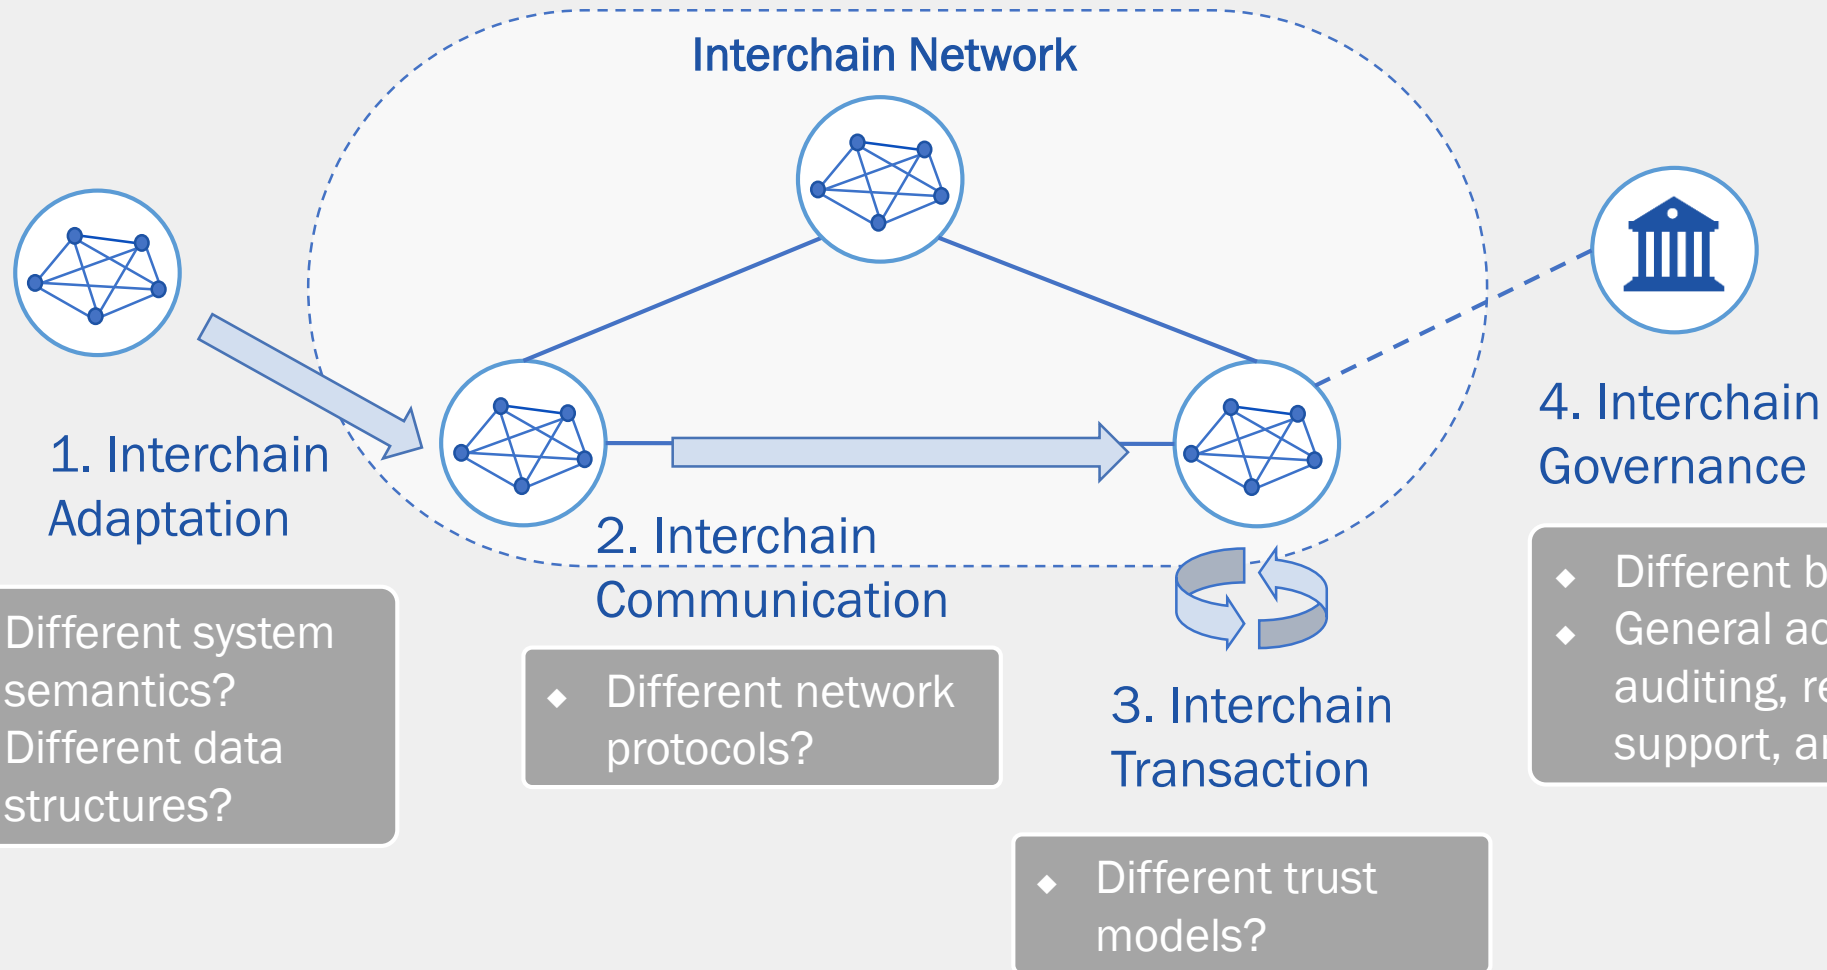 Interchain Network
1. Interchain
Adaptation
Different system
semantics?
Different data
structures?
2. Interchain
Communication
◆ Different network
protocols?
3. Interchain
Transaction
◆ Different trust
models?
4. Interchain
Governance
◆ Different
◆ General
auditing,
support,